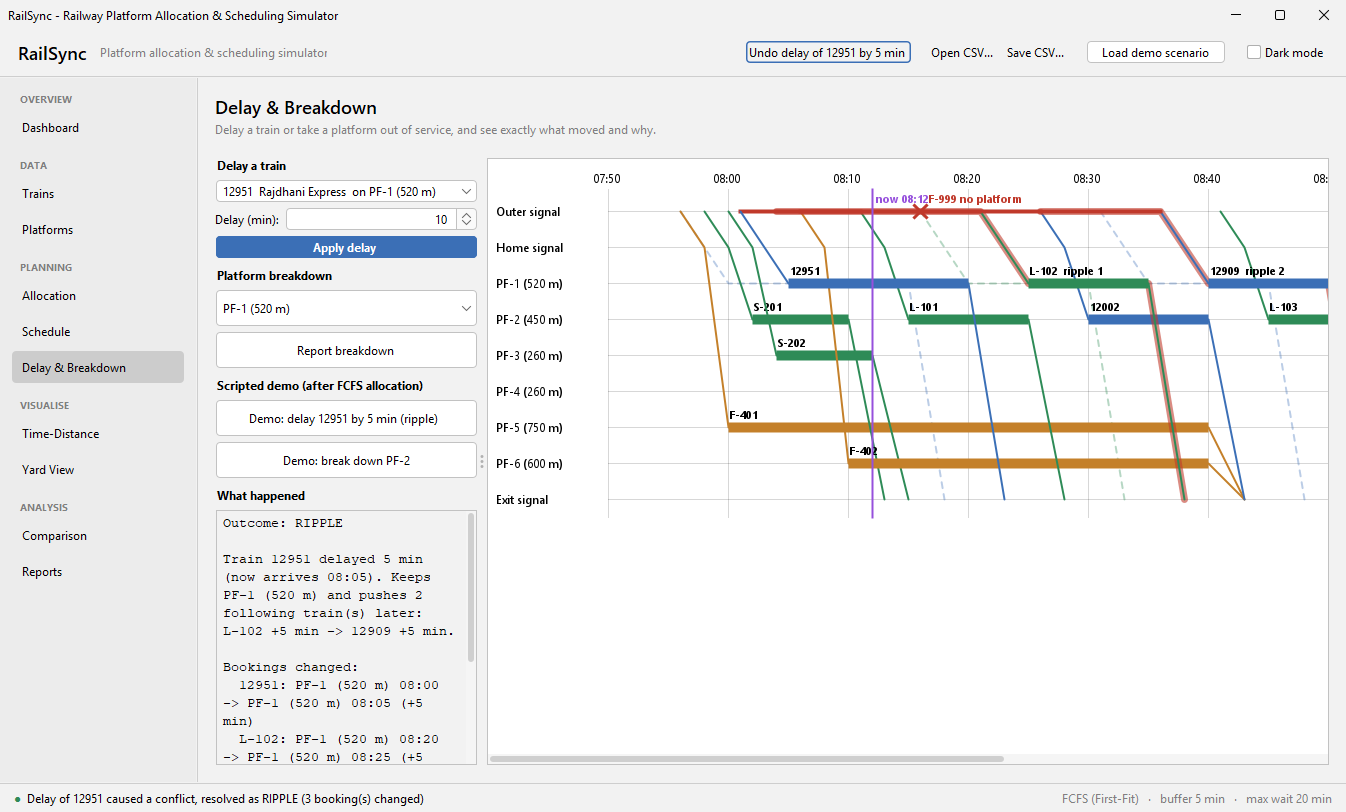 RailSync - Railway Platform Allocation & Scheduling Simulator
RailSync Platform allocation & scheduling simulator
Undo delay of 12951 by 5 min
Open CSV...
Save CSV...
Load demo scenario
Dark mode
OVERVIEW
Dashboard
DATA
Trains
Platforms
PLANNING
Allocation
Schedule
Delay & Breakdown
VISUALISE
Time-Distance
Yard View
ANALYSIS
Comparison
Reports
Delay & Breakdown
Delay a train or take a platform out of service, and see exactly what moved and why.
Delay a train
12951 Rajdhani Express on PF-1 (520 m)
Delay (min): 10
Apply delay
Platform breakdown
PF-1 (520 m)
Report breakdown
Scripted demo (after FCFS allocation)
Demo: delay 12951 by 5 min (ripple)
Demo: break down PF-2
What happened
Outcome: RIPPLE
Train 12951 delayed 5 min
(now arrives 08:05). Keeps
PF-1 (520 m) and pushes 2
following train(s) later:
L-102 +5 min -> 12909 +5 min.
Bookings changed:
12951: PF-1 (520 m) 08:00
-> PF-1 (520 m) 08:05 (+5
min)
L-102: PF-1 (520 m) 08:20
-> PF-1 (520 m) 08:25 (+5
07:50 08:00 08:10 08:20 08:30 08:40 08:
now 08:12 F-999 no platform
Outer signal
Home signal
PF-1 (520 m) 12951 L-102 ripple 1 12909 ripple 2
PF-2 (450 m) S-201 L-101 12002 L-103
PF-3 (260 m) S-202
PF-4 (260 m)
PF-5 (750 m) F-401
PF-6 (600 m) F-402
Exit signal
Delay of 12951 caused a conflict, resolved as RIPPLE (3 booking(s) changed)
FCFS (First-Fit) · buffer 5 min · max wait 20 min